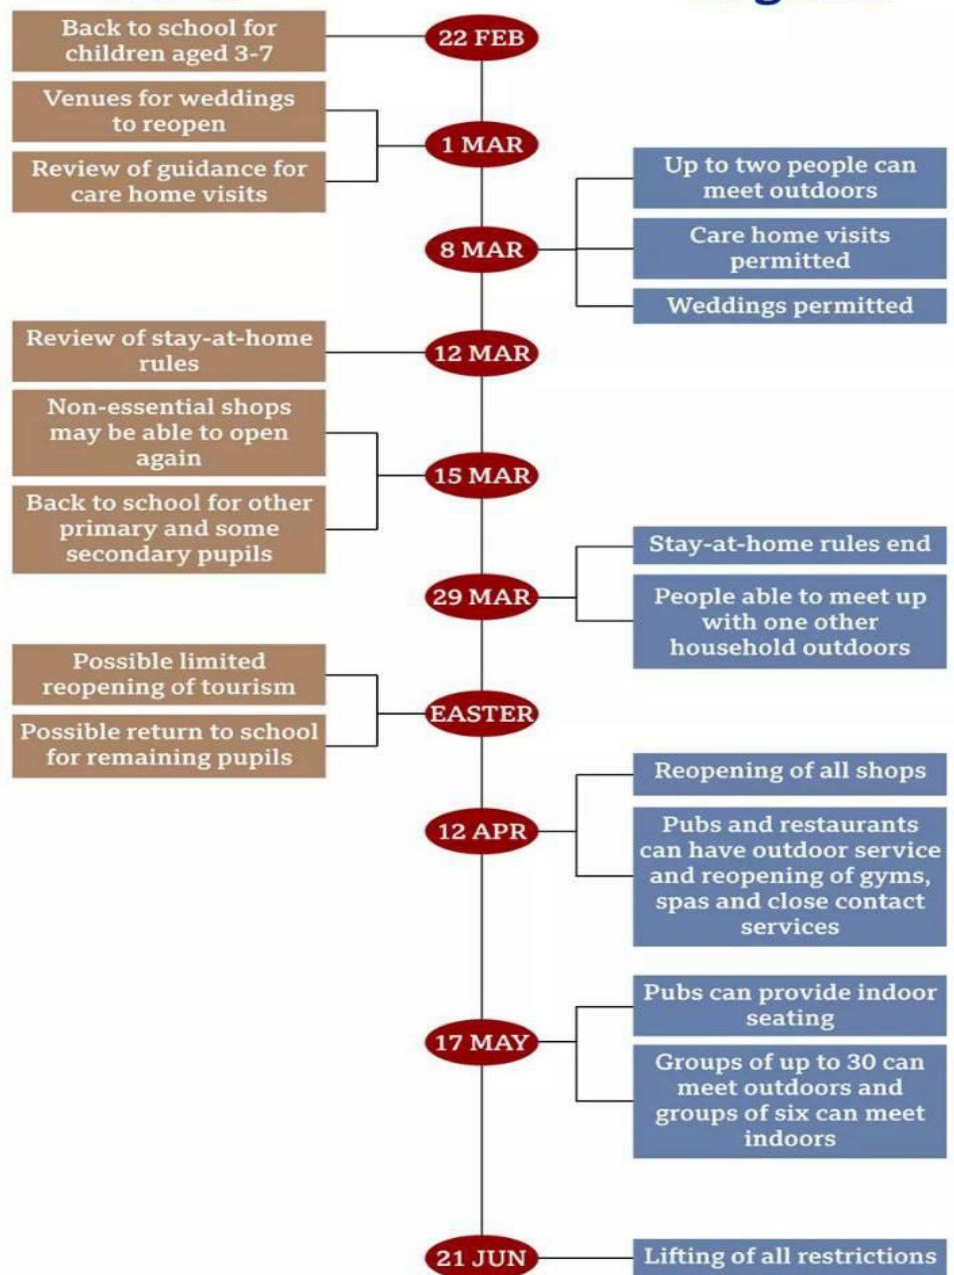 22 FEB
Back to school for
children aged 3-7
1 MAR
Venues for weddings
to reopen
Review of guidance for
care home visits
8 MAR
Up to two people can
meet outdoors
Care home visits
permitted
Weddings permitted
12 MAR
Review of stay-at-home
rules
15 MAR
Non-essential shops
may be able to open
again
Back to school for other
primary and some
secondary pupils
29 MAR
Stay-at-home rules end
People able to meet up
with one other
household outdoors
EASTER
Possible limited
reopening of tourism
Possible return to school
for remaining pupils
12 APR
Reopening of all shops
Pubs and restaurants
can have outdoor service
and reopening of gyms,
spas and close contact
services
17 MAY
Pubs can provide indoor
seating
Groups of up to 30 can
meet outdoors and
groups of six can meet
indoors
21 JUN
Lifting of all restrictions